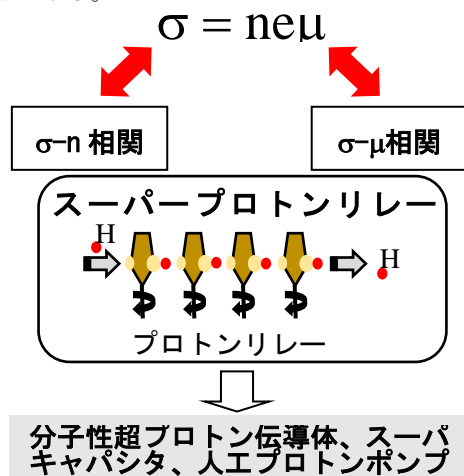 σ = neμ
σ−n 相関
σ−μ相関
スーパープロトンリレー
H
H
プロトンリレー
分子性超プロトン伝導体、スーパ
キャパシタ、人工プロトンポンプ